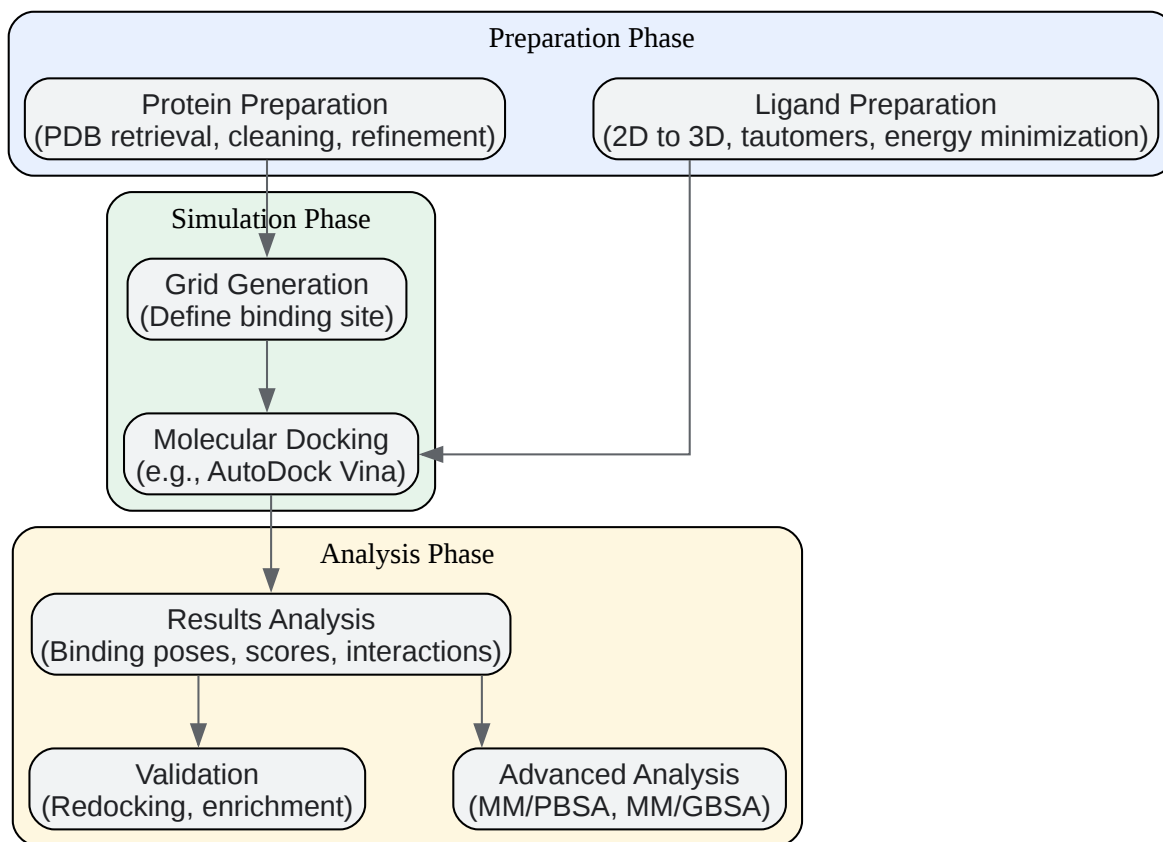 Preparation Phase
Protein Preparation
(PDB retrieval, cleaning, refinement)
Ligand Preparation
(2D to 3D, tautomers, energy minimization)
Simulation Phase
Grid Generation
(Define binding site)
Molecular Docking
(e.g., AutoDock Vina)
Analysis Phase
Results Analysis
(Binding poses, scores, interactions)
Validation
(Redocking, enrichment)
Advanced Analysis
(MM/PBSA, MM/GBSA)